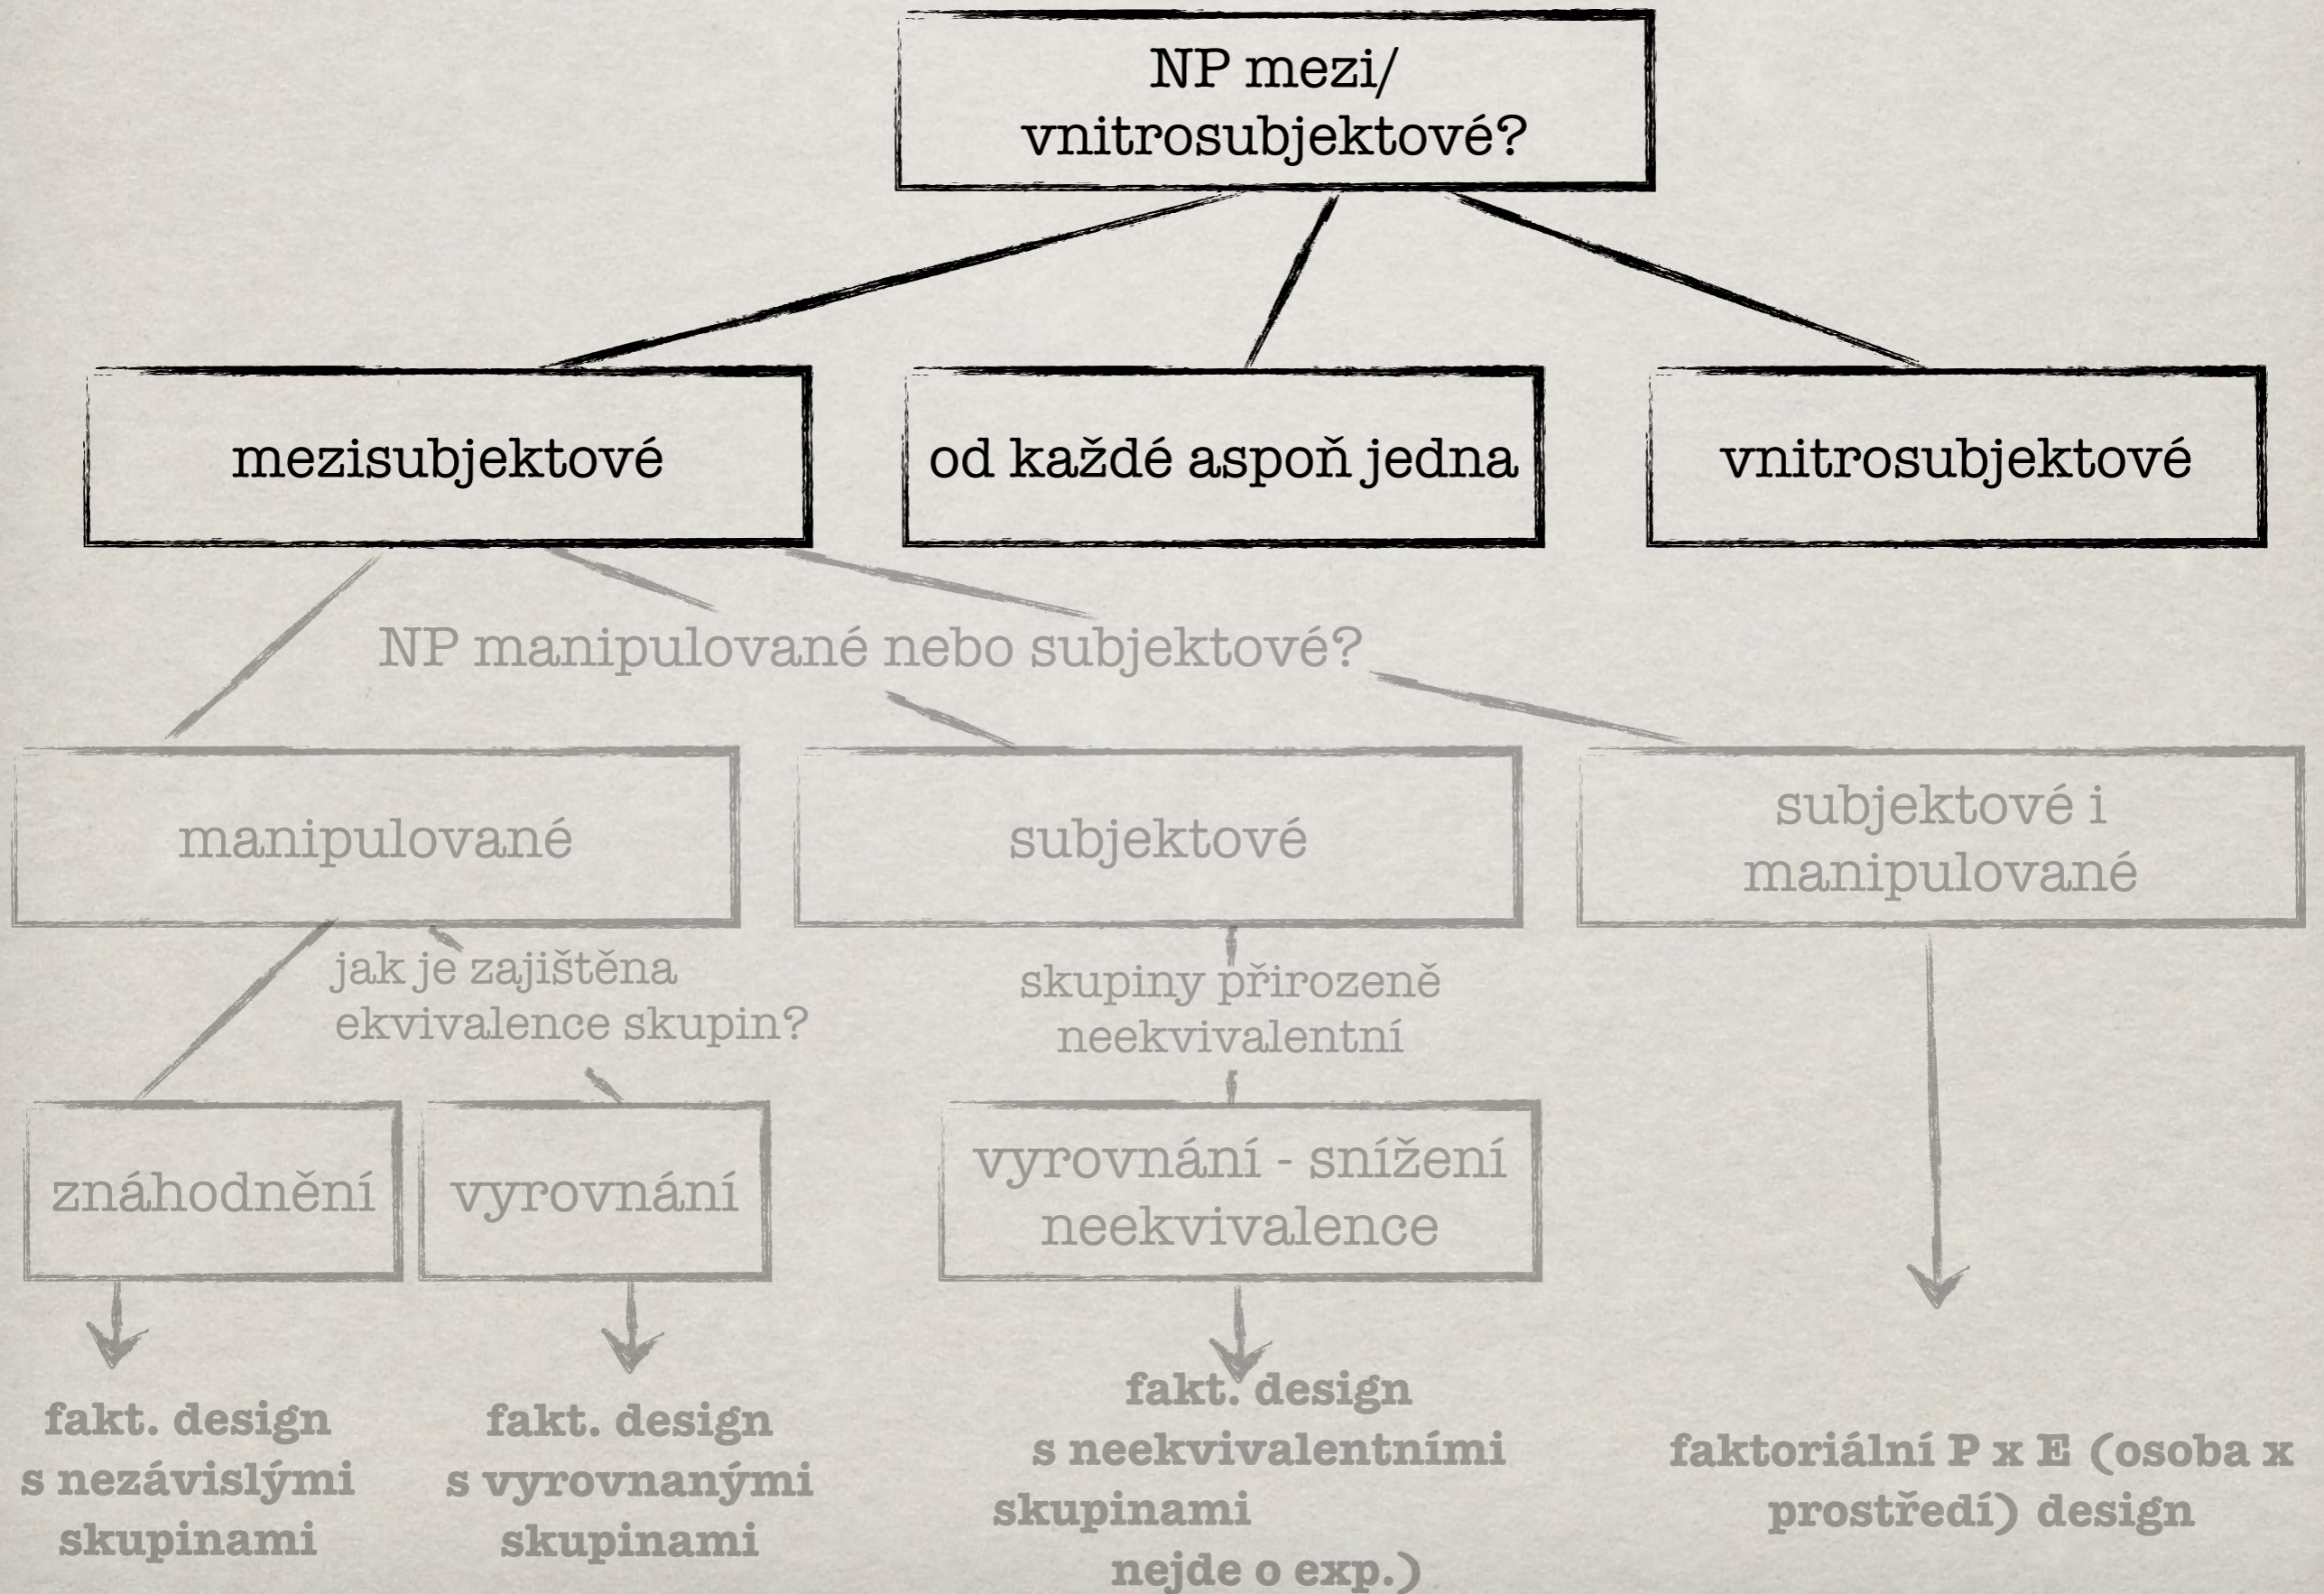 NP mezi/
vnitrosubjektové?
mezisubjektové
od každé aspoň jedna
vnitrosubjektové
NP manipulované nebo subjektové?
manipulované
subjektové
subjektové i
manipulované
jak je zajištěna
ekvivalence skupin?
skupiny přirozeně
neekvivalentní
znáhodnění
vyrovnání
vyrovnání - snížení
neekvivalence
fakt. design
s nezávislými
skupinami
fakt. design
s vyrovnanými
skupinami
fakt. design
s neekvivalentními
skupinami
nejde o exp.)
faktoriální P x E (osoba x
prostředí) design